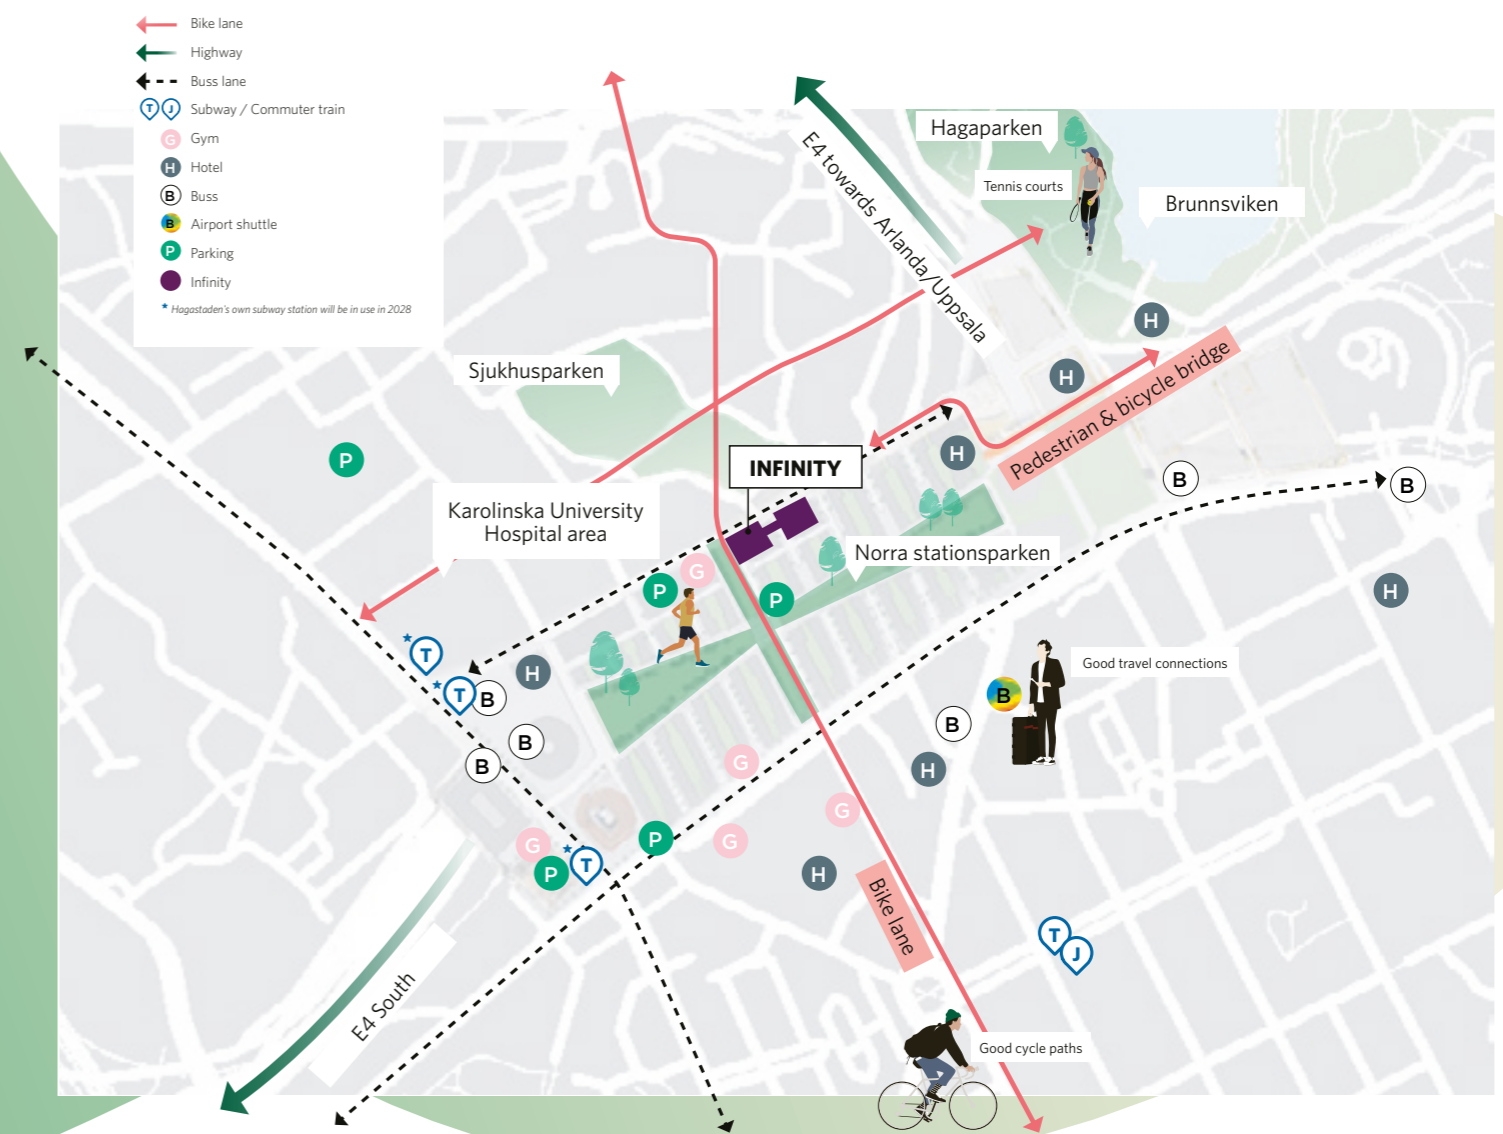 Bike lane
Highway
Buss lane
T J Subway / Commuter train
G Gym
H Hotel
B Buss
B Airport shuttle
P Parking
Infinity
* Hagastaden's own subway station will be in use in 2028
Hagaparken
Tennis courts
Brunnsviken
E4 towards Arlanda/Uppsala
H
Sjukhusparken
H
Pedestrian & bicycle bridge
P
INFINITY
H
B
B
Karolinska University
Hospital area
Norra stationsparken
G
P
P
H
* T
* T
B
H
Good travel connections
B
B
B
B
G
H
G
P
G
G
P
* T
H
Bike lane
T
J
E4 South
Good cycle paths